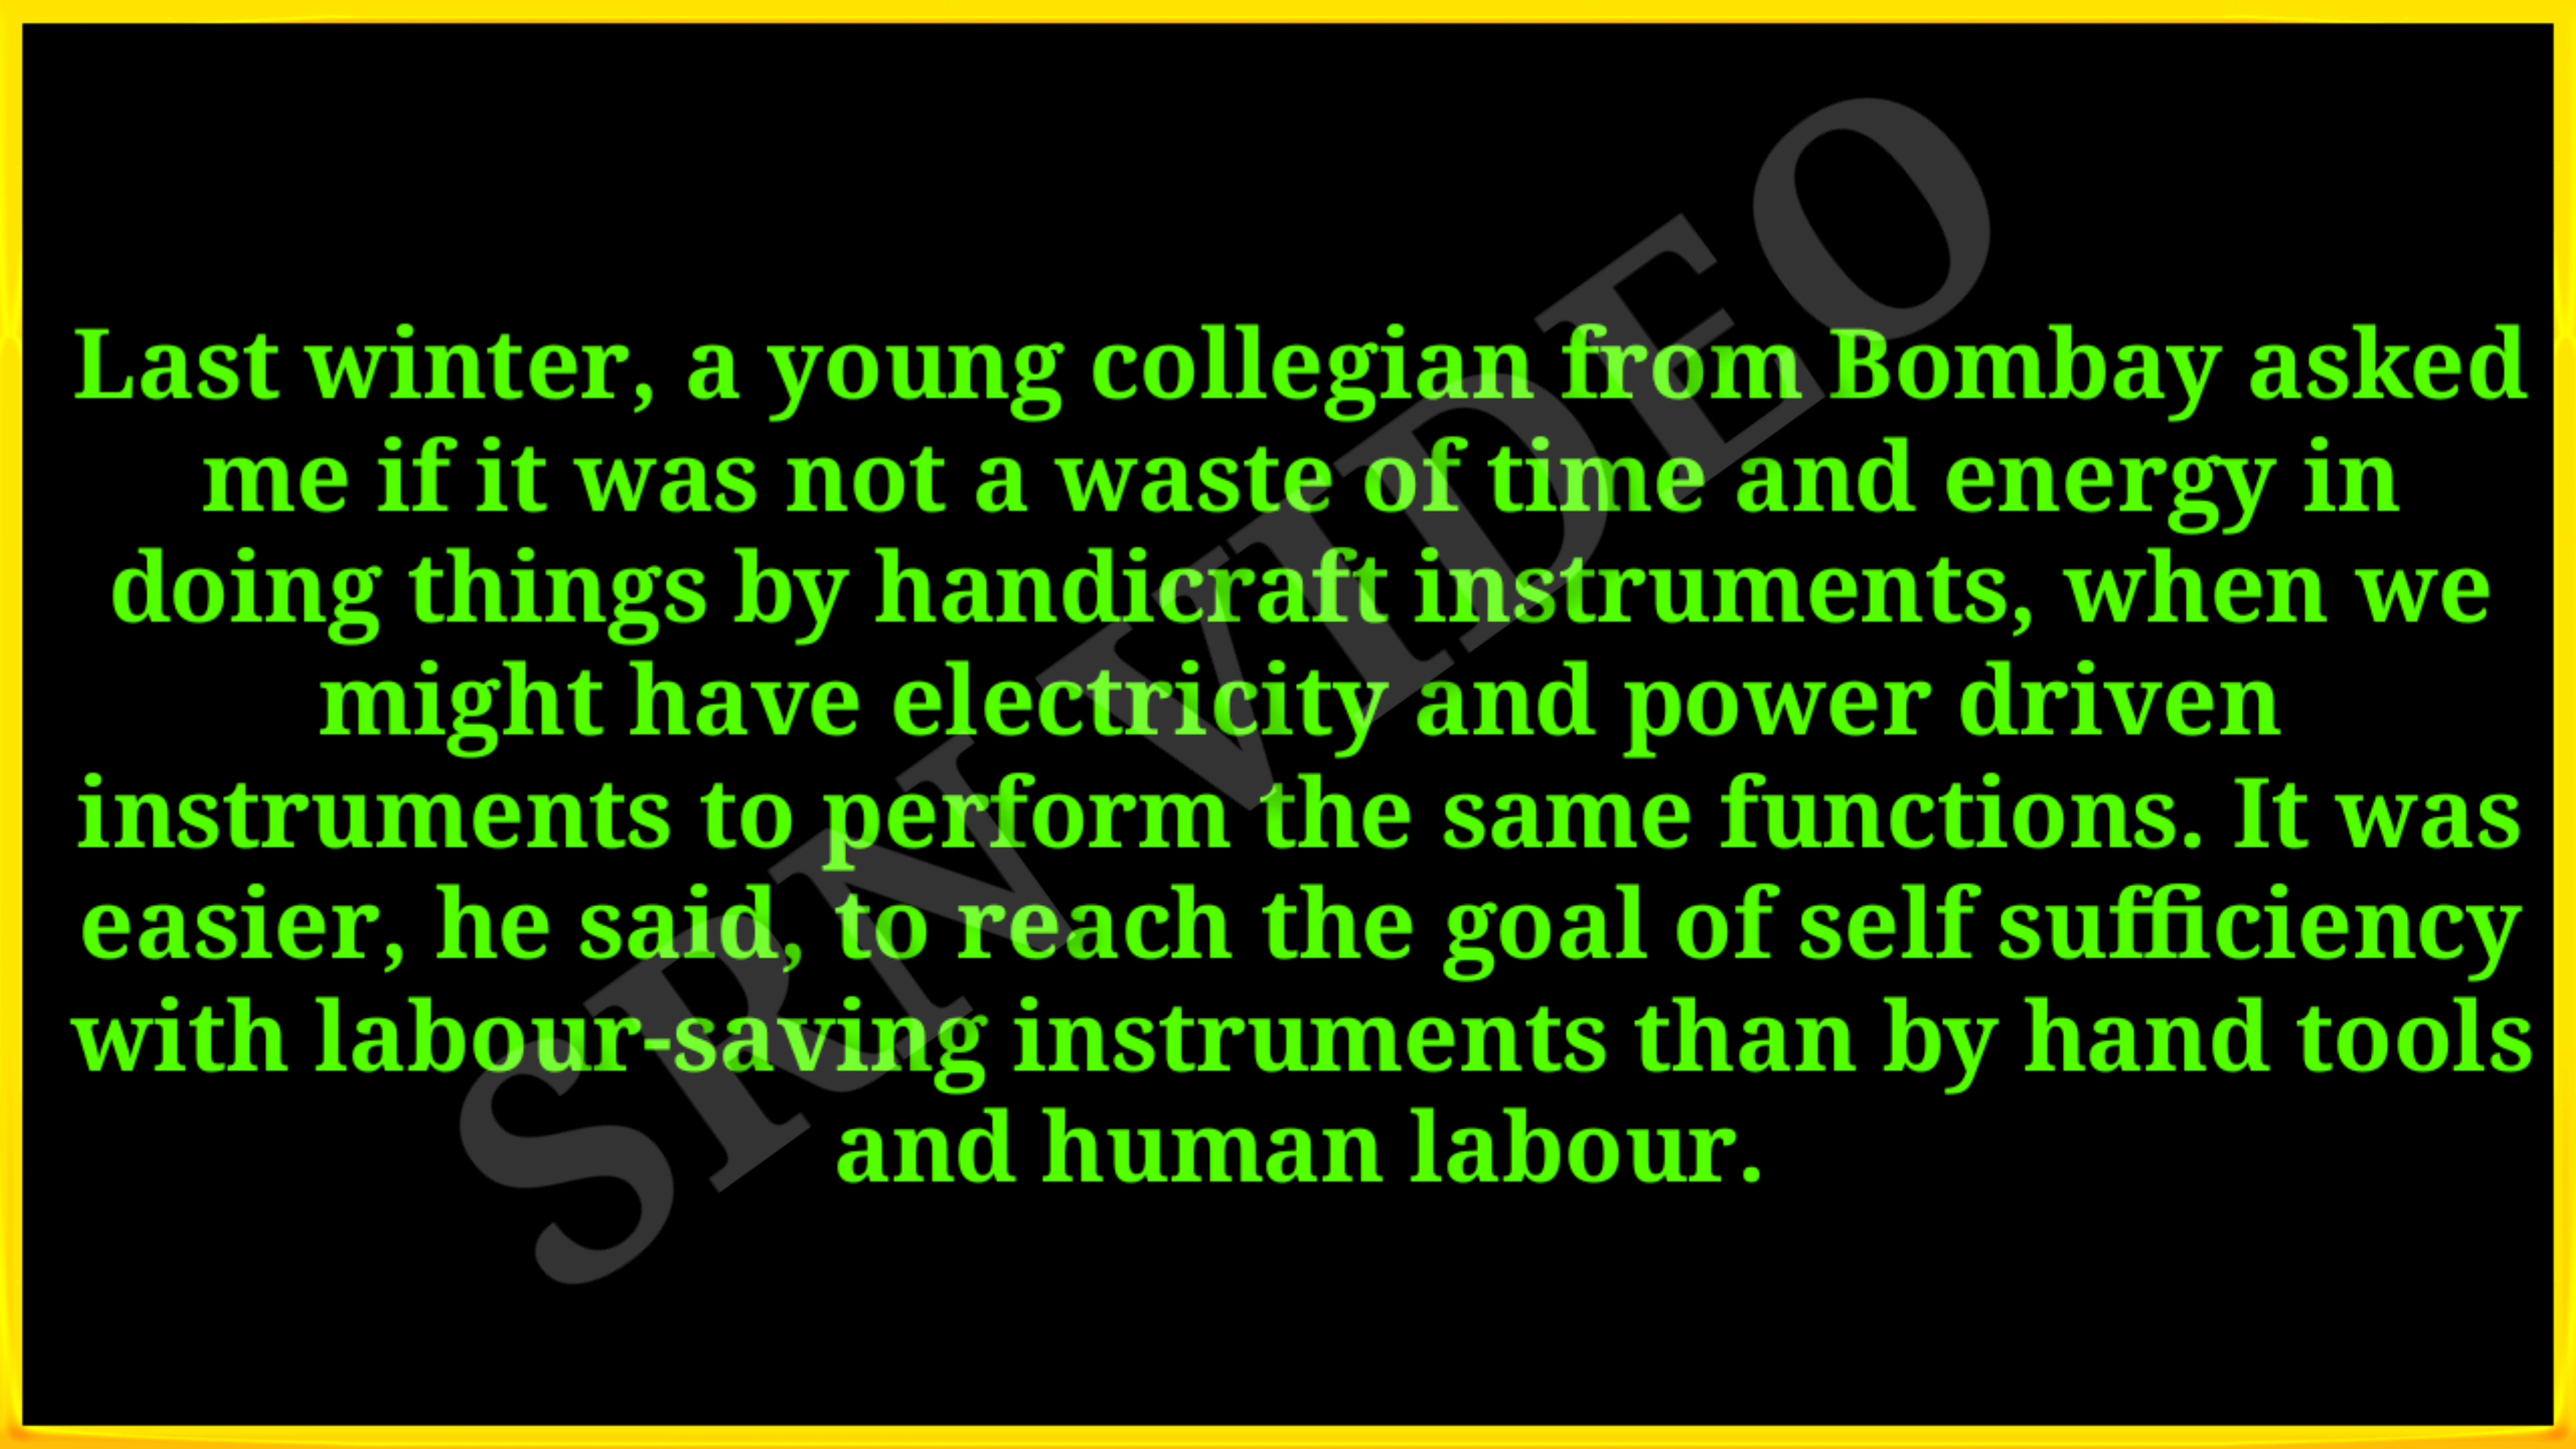 Last winter, a young collegian from Bombay asked
me if it was not a waste of time and energy in
doing things by handicraft instruments, when we
might have electricity and power driven
instruments to perform the same functions. It was
easier, he said, to reach the goal of self sufficiency
with labour-saving instruments than by hand tools
and human labour.
SRN VIDEO